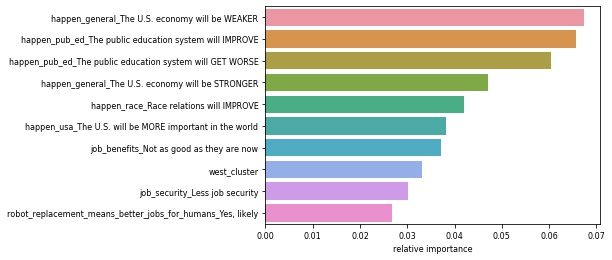 happen_general_The U.S. economy will be WEAKER
happen_pub_ed_The public education system will IMPROVE
happen_pub_ed_The public education system will GET WORSE
happen_general_The U.S. economy will be STRONGER
happen_race_Race relations will IMPROVE
happen_usa_The U.S. will be MORE important in the world
job_benefits_Not as good as they are now
west_cluster
job_security_Less job security
robot_replacement_means_better_jobs_for_humans_Yes, likely
0.00 0.01 0.02 0.03 0.04 0.05 0.06 0.07
relative importance